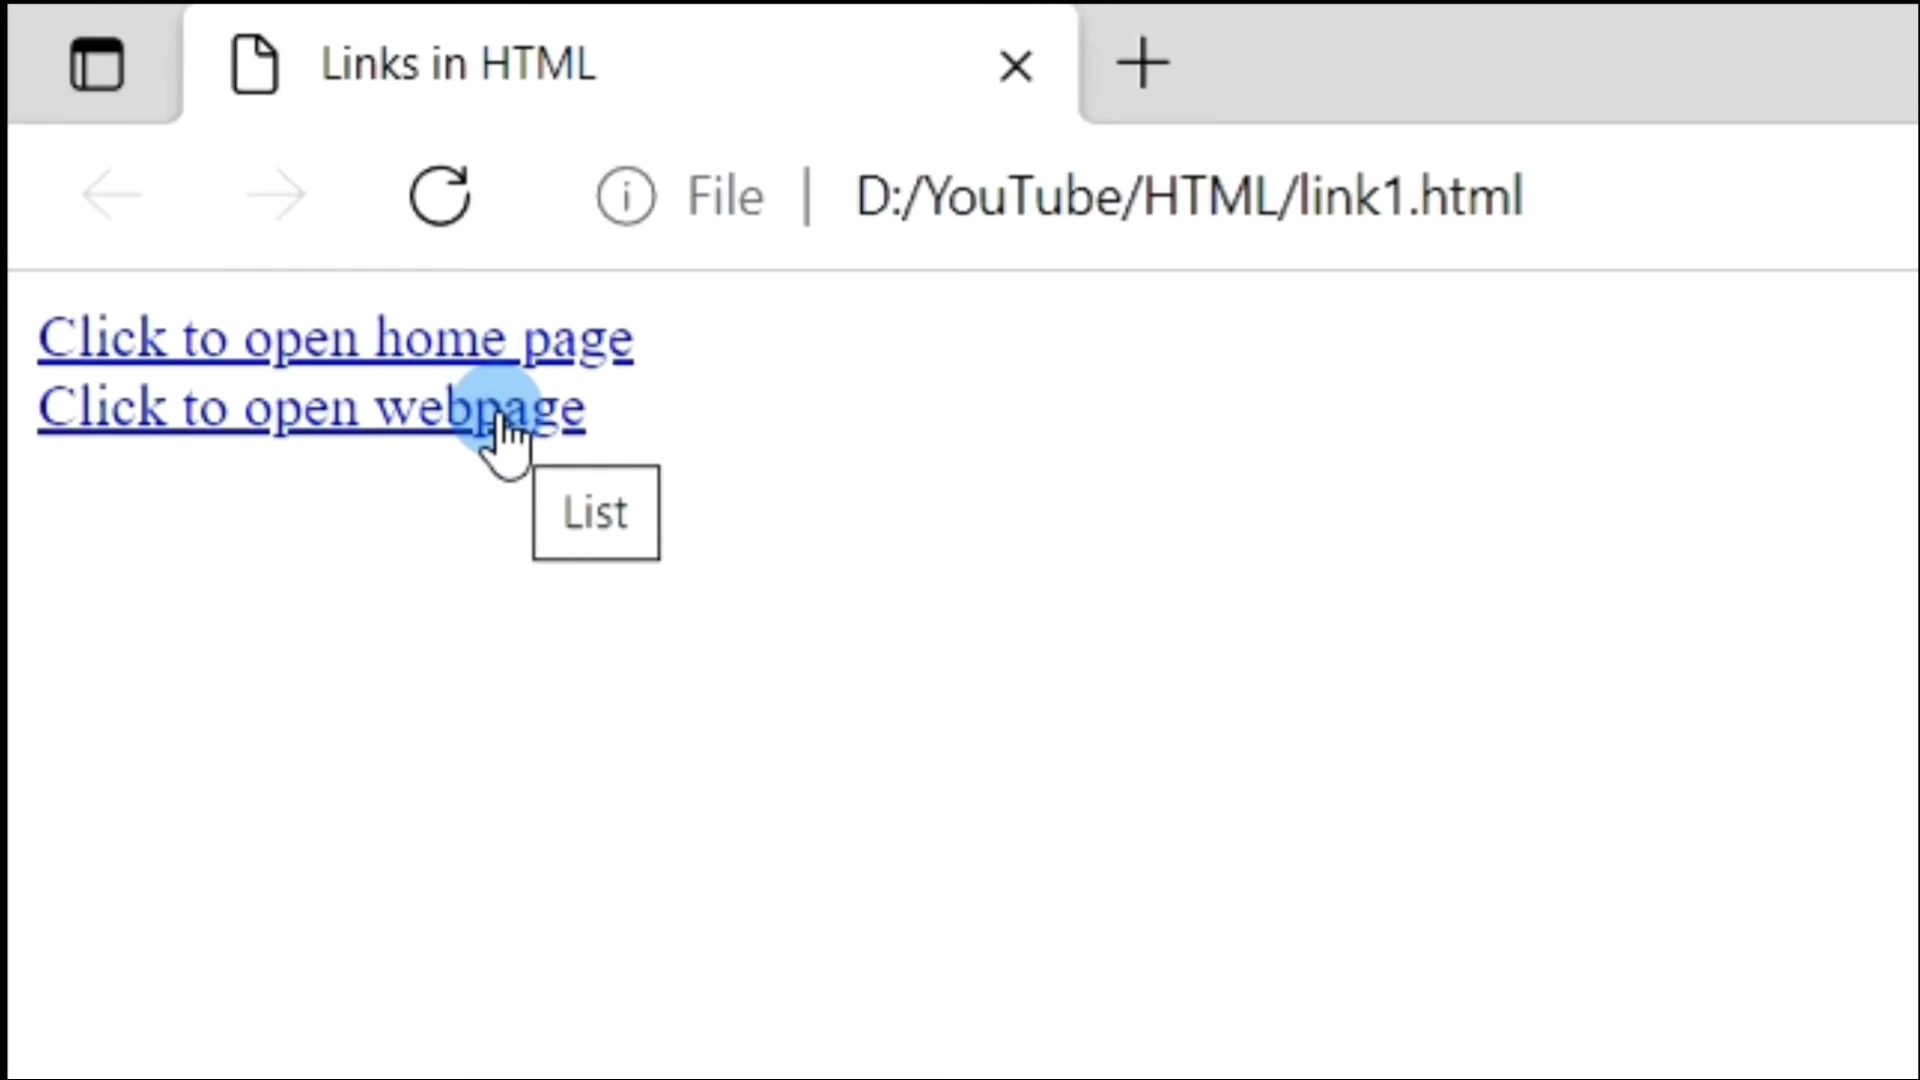 Links in HTML
File | D:/YouTube/HTML/link1.html
Click to open home page
Click to open webpage
List